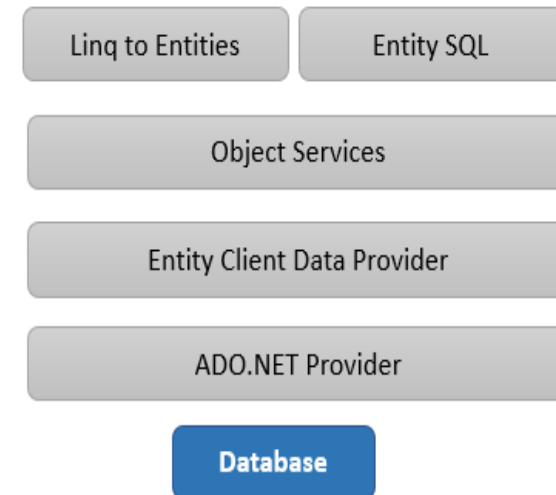 Linq to Entities
Entity SQL
Object Services
Entity Client Data Provider
ADO.NET Provider
Database